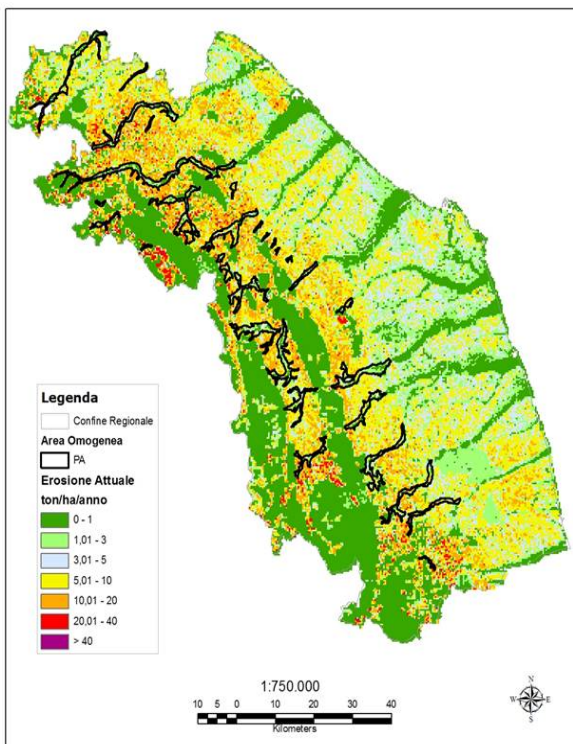 Legenda
Confine Regionale
Area Omogenea
PA
Erosione Attuale
ton/ha/anno
0 - 1
1,01 - 3
3,01 - 5
5,01 - 10
10,01 - 20
20,01 - 40
> 40
1:750.000
10 5 0 10 20 30 40
Kilometers
N
W E
S